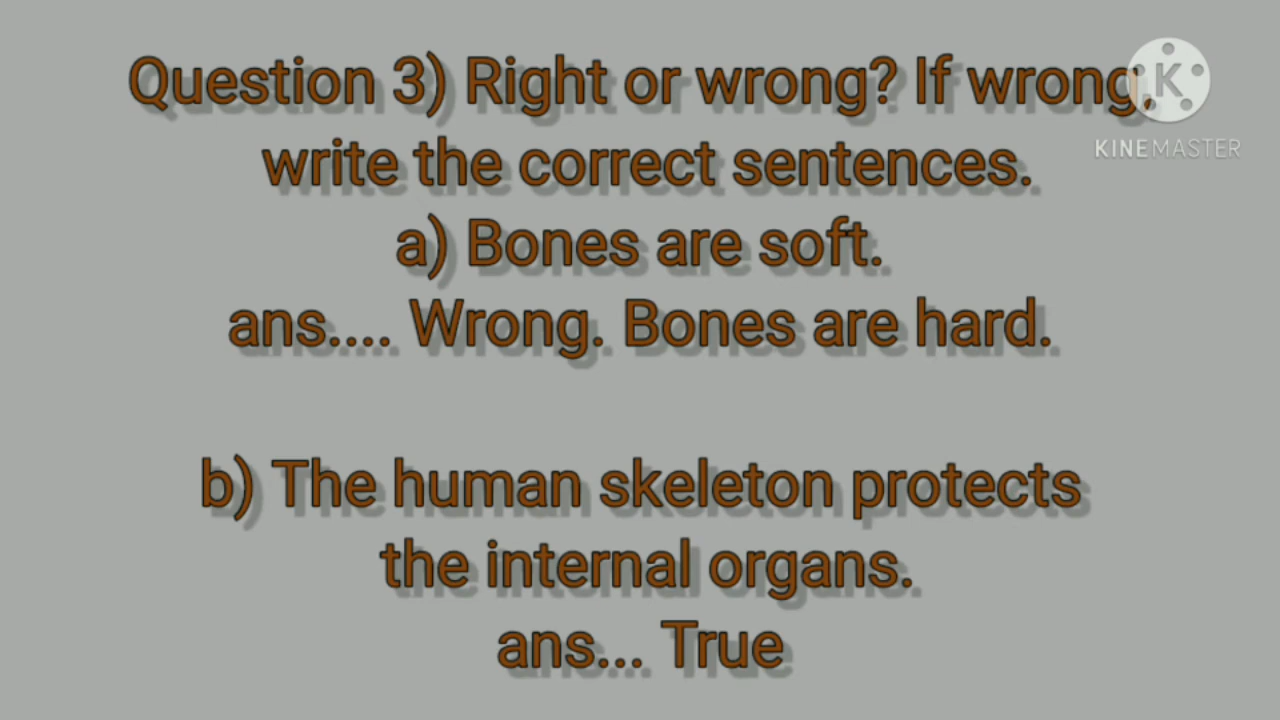 Question 3) Right or wrong? If wrong,
write the correct sentences.
a) Bones are soft.
ans.... Wrong. Bones are hard.
b) The human skeleton protects
the internal organs.
ans... True
K
KINEMASTER